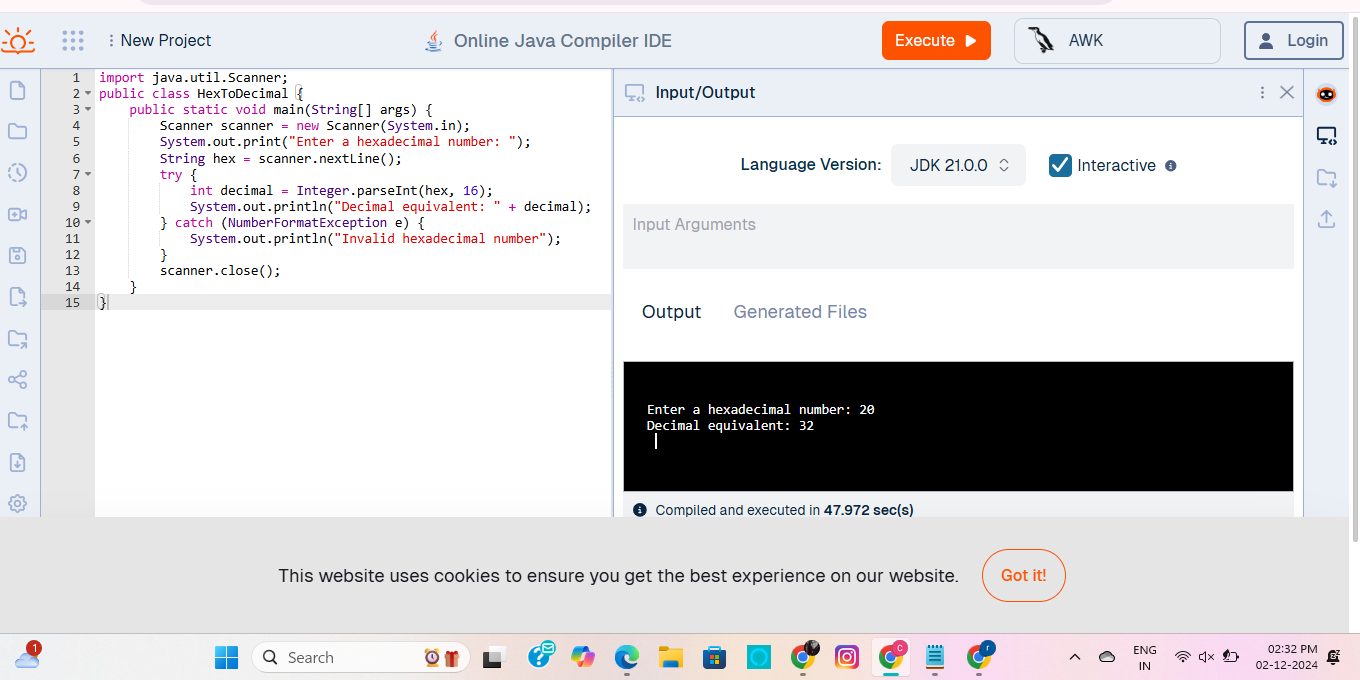 New Project
Online Java Compiler IDE
Execute
AWK
Login
1 import java.util.Scanner;
2 public class HexToDecimal {
3     public static void main(String[] args) {
4         Scanner scanner = new Scanner(System.in);
5         System.out.print("Enter a hexadecimal number: ");
6         String hex = scanner.nextLine();
7         try {
8             int decimal = Integer.parseInt(hex, 16);
9             System.out.println("Decimal equivalent: " + decimal);
10         } catch (NumberFormatException e) {
11             System.out.println("Invalid hexadecimal number");
12         }
13         scanner.close();
14     }
15 }
Input/Output
Language Version:
JDK 21.0.0
Interactive
Input Arguments
Output
Generated Files
Enter a hexadecimal number: 20
Decimal equivalent: 32
Compiled and executed in 47.972 sec(s)
This website uses cookies to ensure you get the best experience on our website.
Got it!
1
Search
C
r
ENG
IN
02:32 PM
02-12-2024